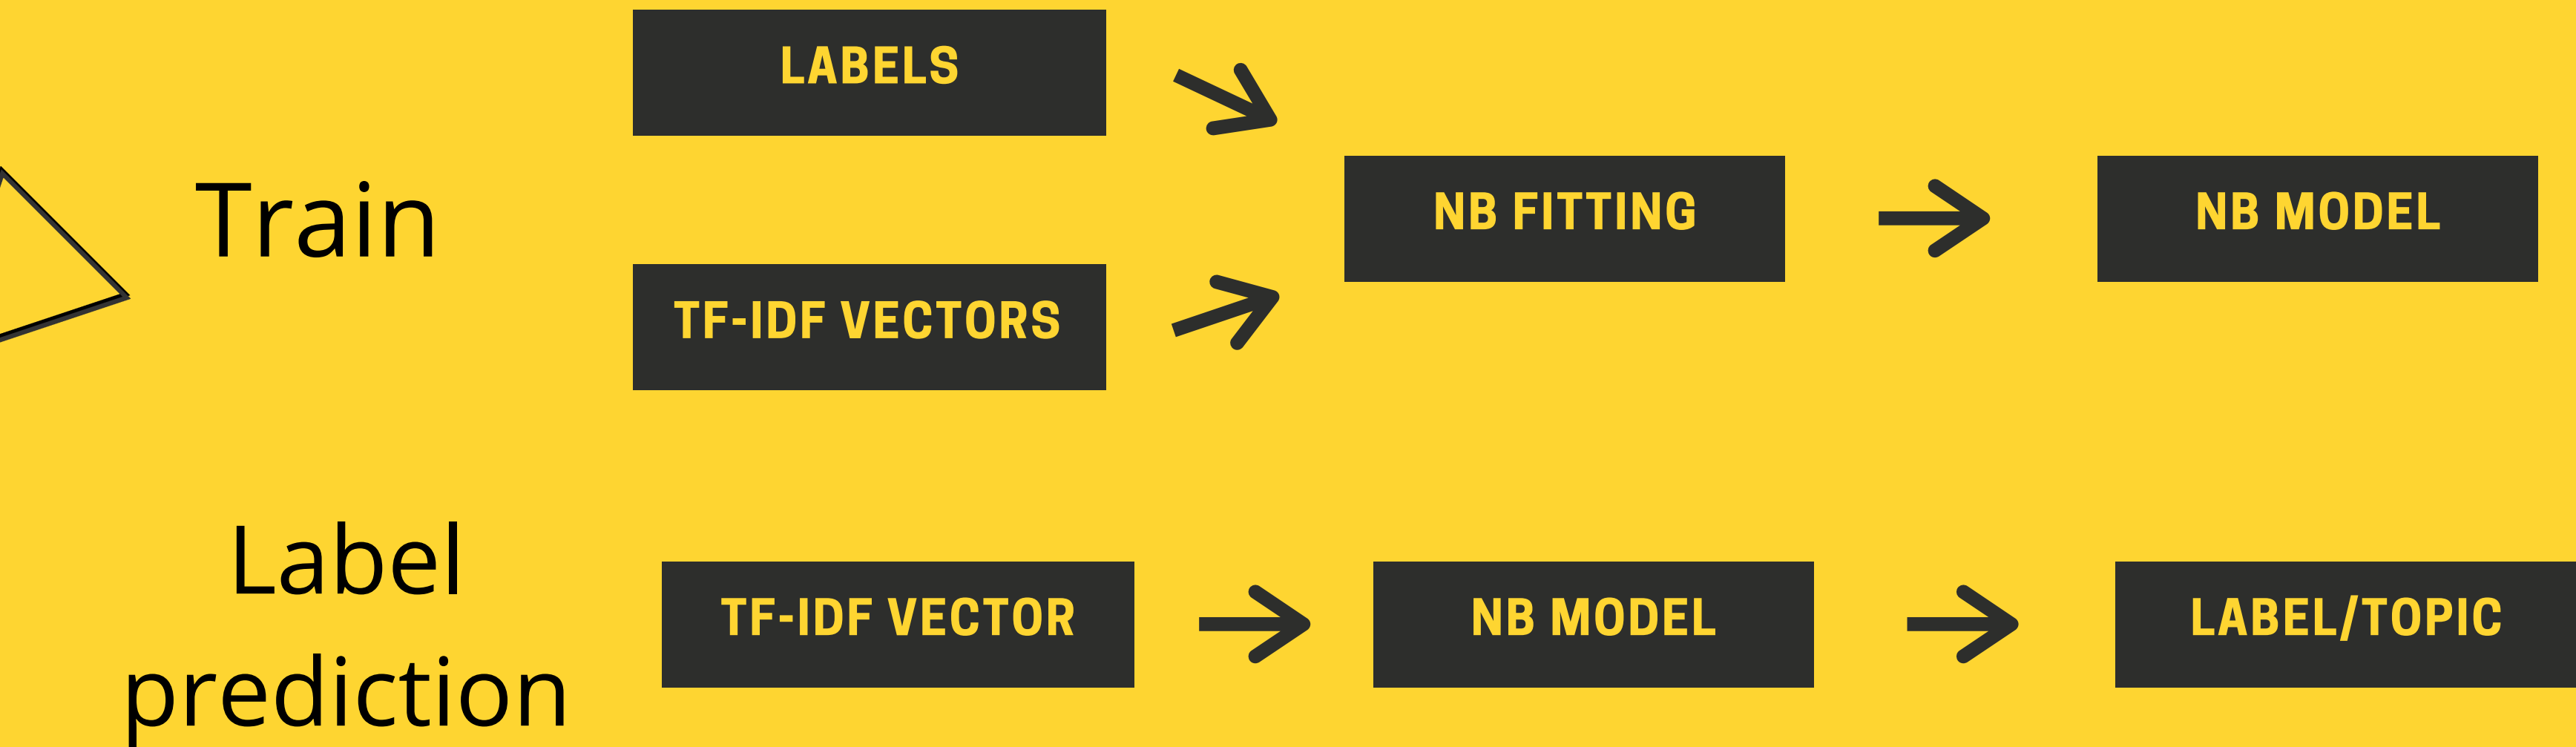 LABELS
Train
NB FITTING
NB MODEL
TF-IDF VECTORS
Label
prediction
TF-IDF VECTOR
NB MODEL
LABEL/TOPIC